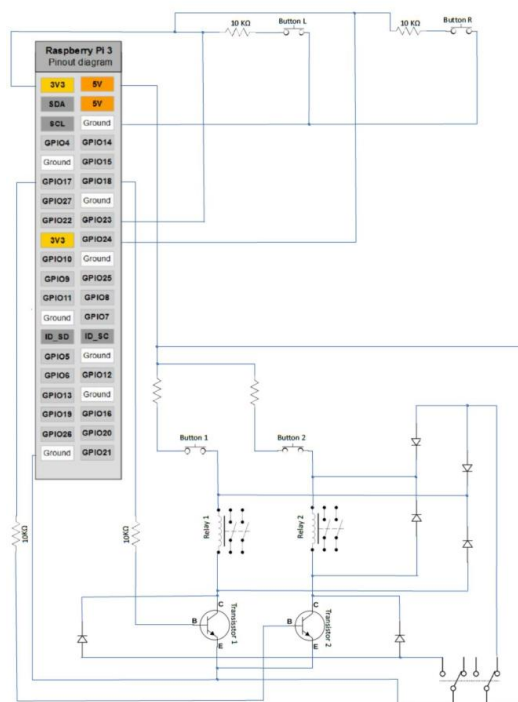 10 KΩ
Button L
10 KΩ
Button R
Raspberry Pi 3
Pinout diagram
3V3 5V
SDA 5V
SCL Ground
GPIO4 GPIO14
Ground GPIO15
GPIO17 GPIO18
GPIO27 Ground
GPIO22 GPIO23
3V3 GPIO24
GPIO10 Ground
GPIO9 GPIO25
GPIO11 GPIO8
Ground GPIO7
ID_SD ID_SC
GPIO5 Ground
GPIO6 GPIO12
GPIO13 Ground
GPIO19 GPIO16
GPIO26 GPIO20
Ground GPIO21
Button 1
Button 2
10KΩ
10KΩ
Relay 1
Relay 2
C
B
E
Transistor 1
C
B
E
Transistor 2